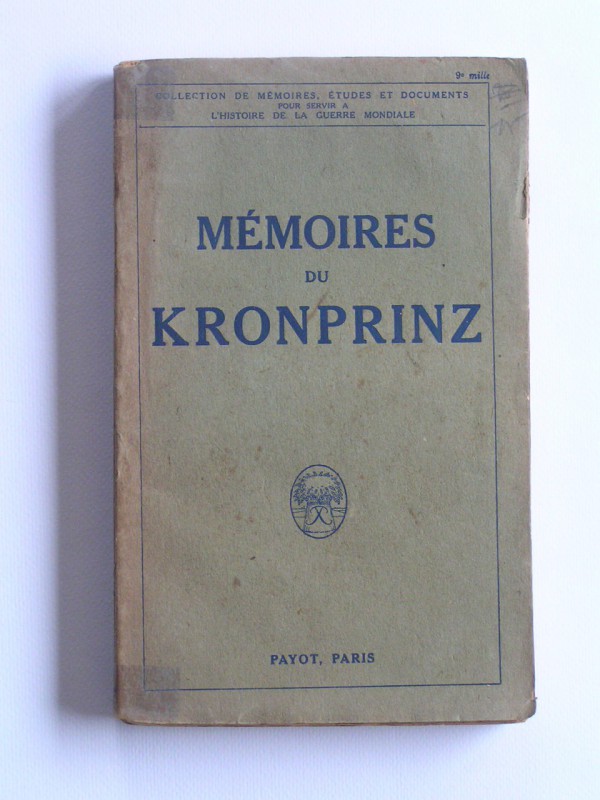 9e mille
COLLECTION DE MÉMOIRES, ÉTUDES ET DOCUMENTS
POUR SERVIR A
L'HISTOIRE DE LA GUERRE MONDIALE
MÉMOIRES
DU
KRONPRINZ
PAYOT, PARIS